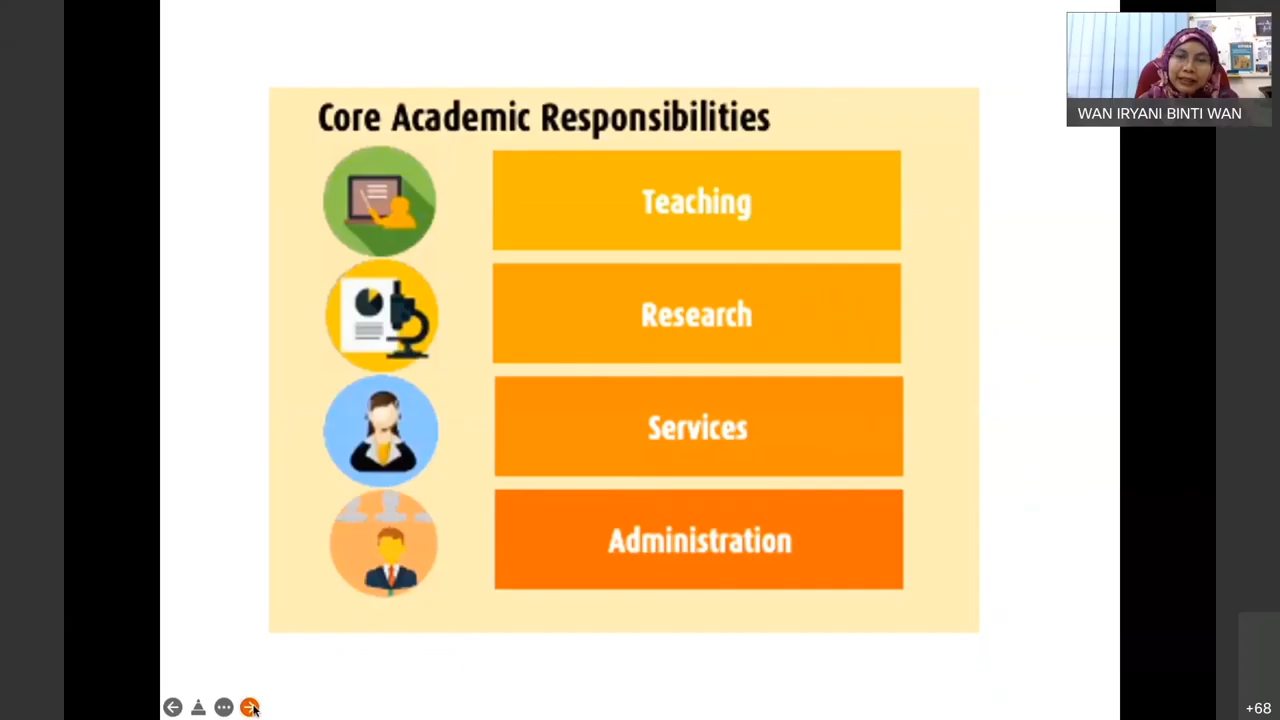 WAN IRYANI BINTI WAN
Core Academic Responsibilities
Teaching
Research
Services
Administration
+68